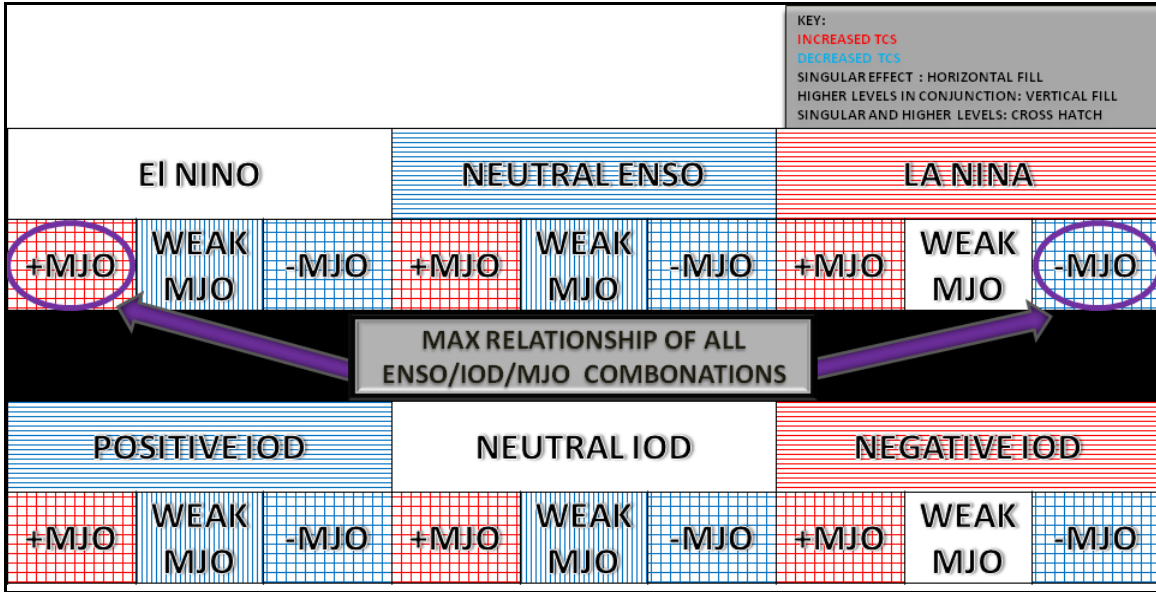 KEY:
INCREASED TCS
DECREASED TCS
SINGULAR EFFECT : HORIZONTAL FILL
HIGHER LEVELS IN CONJUNCTION: VERTICAL FILL
SINGULAR AND HIGHER LEVELS: CROSS HATCH
El NINO
NEUTRAL ENSO
LA NINA
+MJO
WEAK
MJO
-MJO
+MJO
WEAK
MJO
-MJO
+MJO
WEAK
MJO
-MJO
MAX RELATIONSHIP OF ALL
ENSO/IOD/MJO COMBONATIONS
POSITIVE IOD
NEUTRAL IOD
NEGATIVE IOD
+MJO
WEAK
MJO
-MJO
+MJO
WEAK
MJO
-MJO
+MJO
WEAK
MJO
-MJO